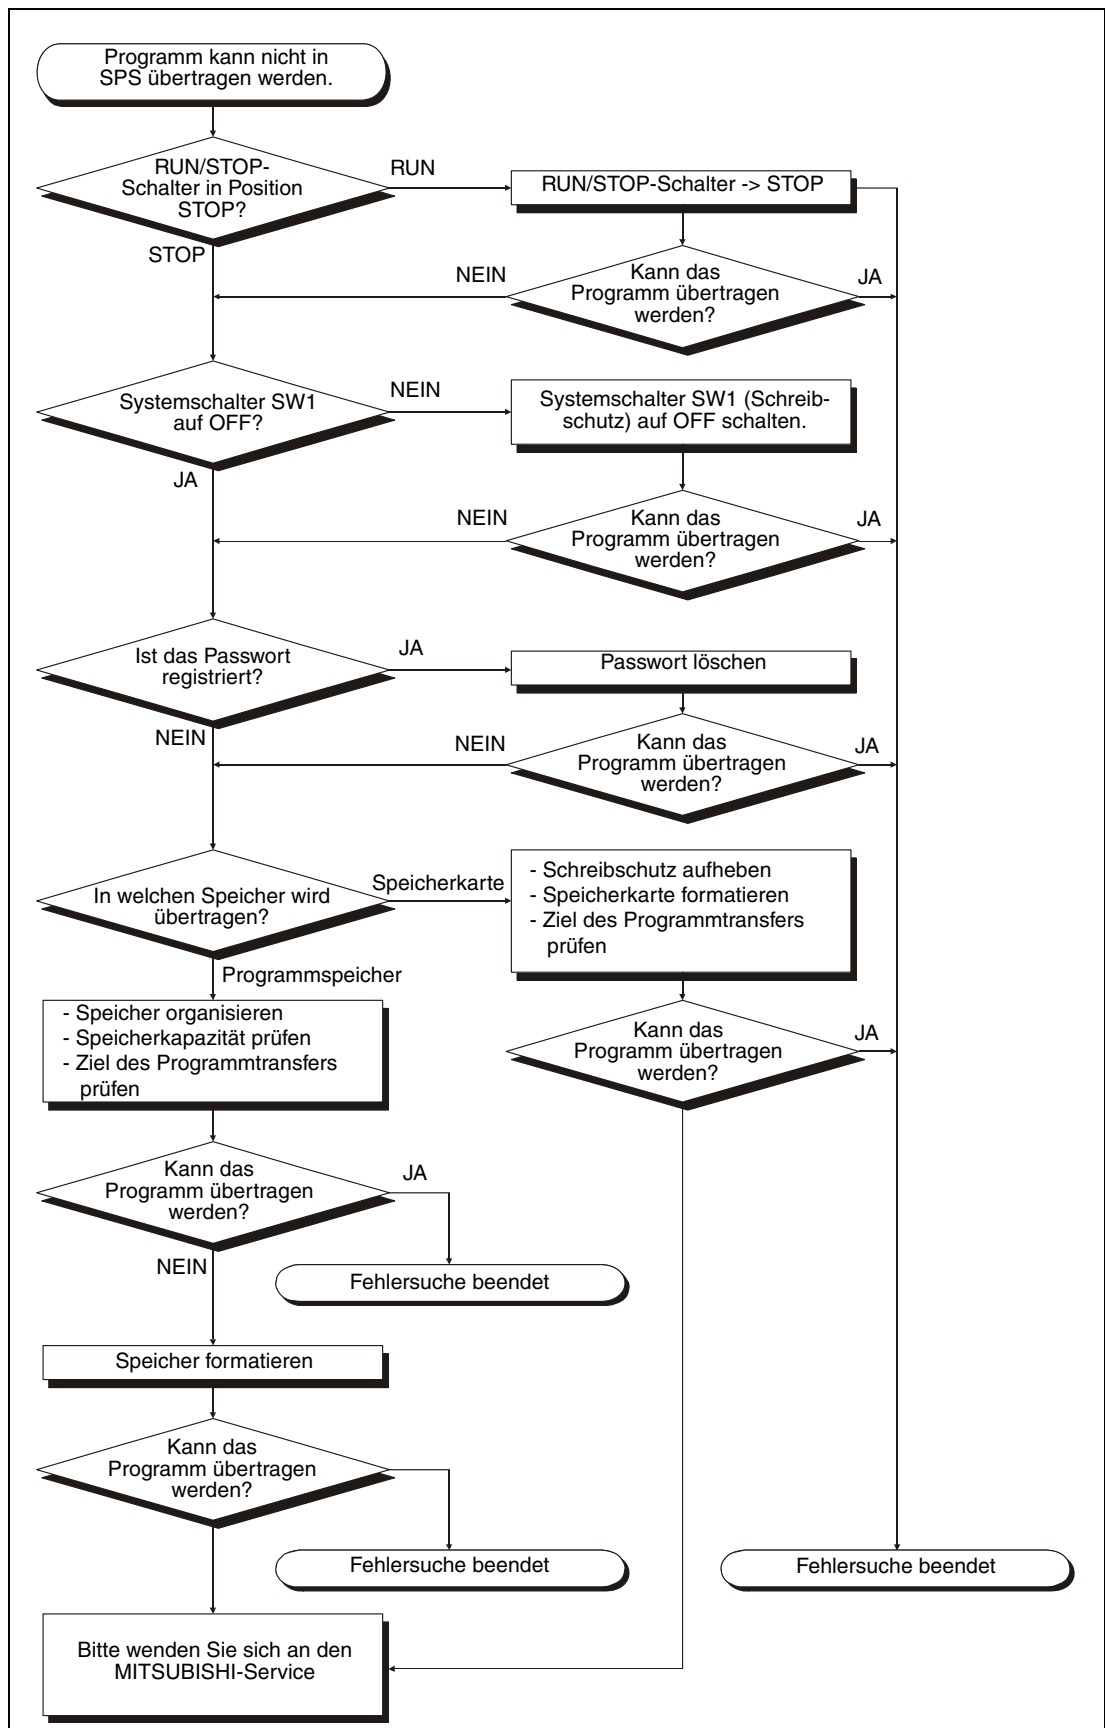 Programm kann nicht in
SPS übertragen werden.
RUN/STOP-
Schalter in Position
STOP?
RUN
RUN/STOP-Schalter -> STOP
STOP
NEIN
Kann das
Programm übertragen
werden?
JA
Systemschalter SW1
auf OFF?
NEIN
Systemschalter SW1 (Schreib-
schutz) auf OFF schalten.
JA
NEIN
Kann das
Programm übertragen
werden?
JA
Ist das Passwort
registriert?
JA
Passwort löschen
NEIN
NEIN
Kann das
Programm übertragen
werden?
JA
In welchen Speicher wird
übertragen?
Speicherkarte
- Schreibschutz aufheben
- Speicherkarte formatieren
- Ziel des Programmtransfers
prüfen
Programmspeicher
- Speicher organisieren
- Speicherkapazität prüfen
- Ziel des Programmtransfers
prüfen
Kann das
Programm übertragen
werden?
JA
Kann das
Programm übertragen
werden?
JA
NEIN
Fehlersuche beendet
Speicher formatieren
Kann das
Programm übertragen
werden?
Fehlersuche beendet
Fehlersuche beendet
Bitte wenden Sie sich an den
MITSUBISHI-Service